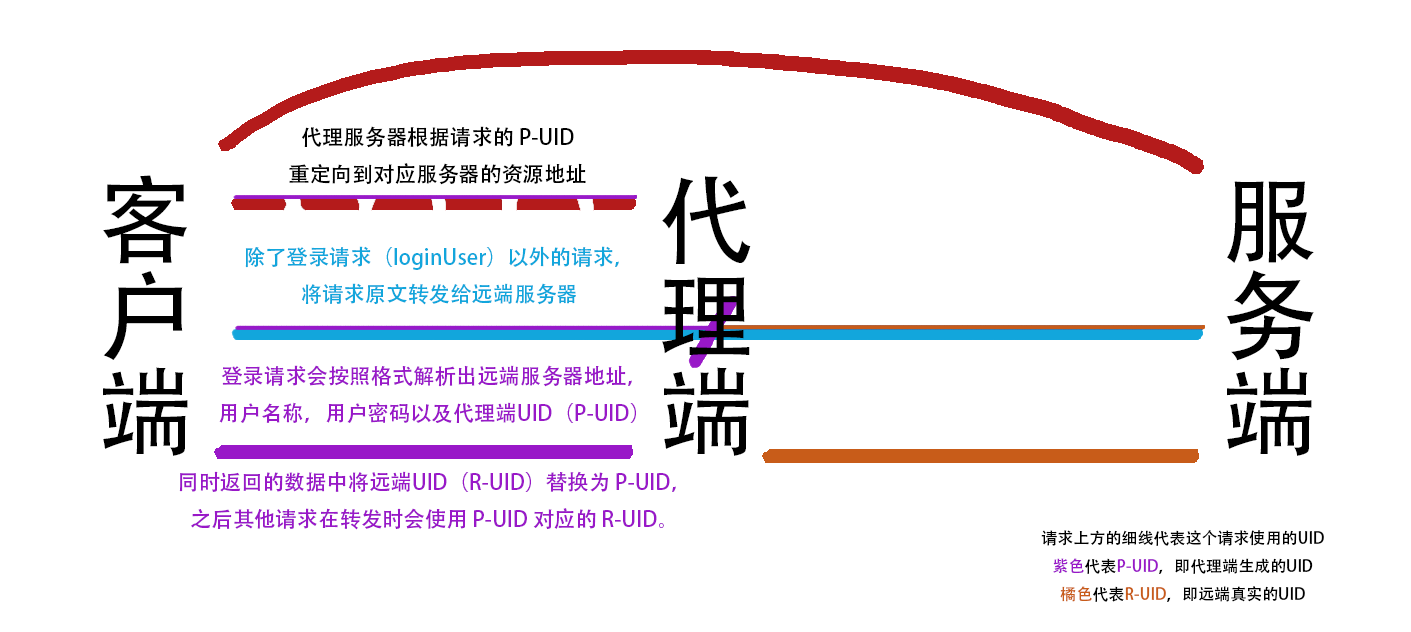 代理服务器根据请求的 P-UID
重定向到对应服务器的资源地址
客户端
代理端
服务端
除了登录请求（loginUser）以外的请求，
将请求原文转发给远端服务器
登录请求会按照格式解析出远端服务器地址，
用户名称，用户密码以及代理端UID（P-UID）
同时返回的数据中将远端UID（R-UID）替换为 P-UID，
之后其他请求在转发时会使用 P-UID 对应的 R-UID。
请求上方的细线代表这个请求使用的UID
紫色代表P-UID，即代理端生成的UID
橘色代表R-UID，即远端真实的UID